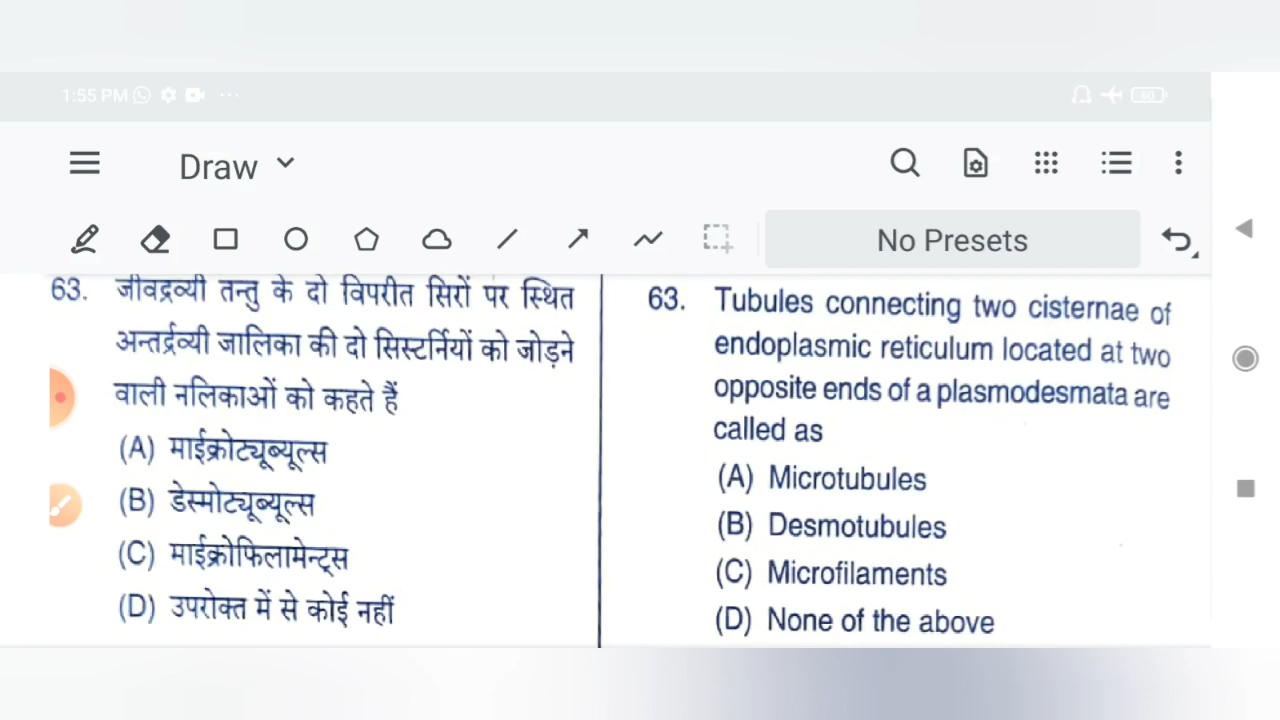 1:55 PM
60
Draw
No Presets
63. जीवद्रव्यी तन्तु के दो विपरीत सिरों पर स्थित
अन्तर्द्रव्यी जालिका की दो सिस्टर्नियों को जोड़ने
वाली नलिकाओं को कहते हैं
(A) माईक्रोट्यूब्यूल्स
(B) डेस्मोट्यूब्यूल्स
(C) माईक्रोफिलामेन्ट्स
(D) उपरोक्त में से कोई नहीं
63. Tubules connecting two cisternae of
endoplasmic reticulum located at two
opposite ends of a plasmodesmata are
called as
(A) Microtubules
(B) Desmotubules
(C) Microfilaments
(D) None of the above